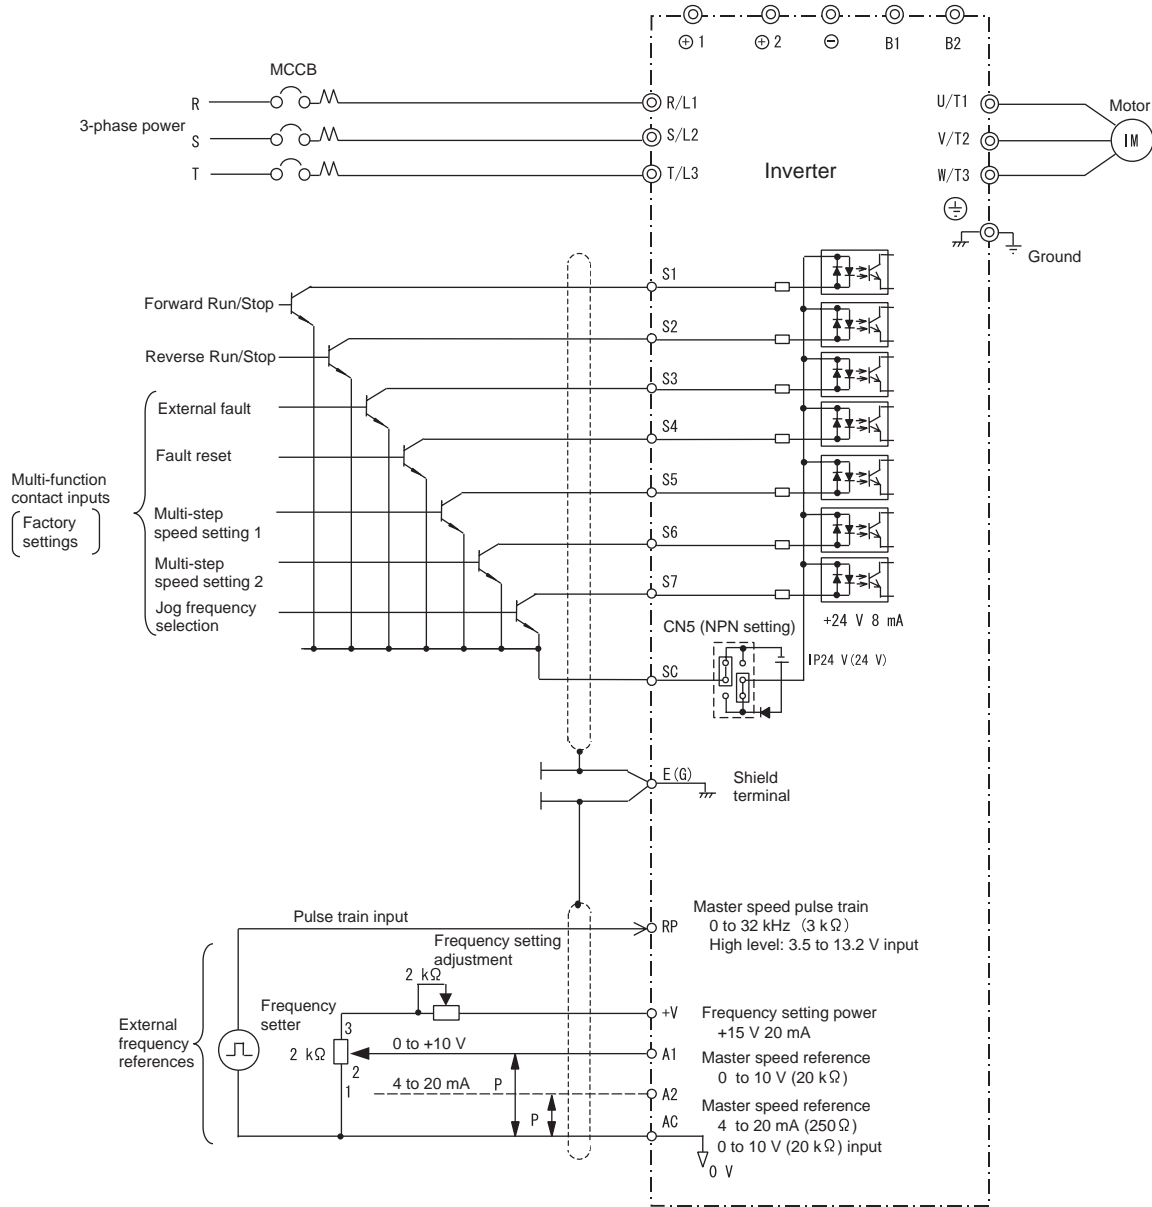 ⊕1 ⊕2 ⊖ B1 B2
MCCB
R R/L1 U/T1 Motor
3-phase power
S S/L2 V/T2 IM
T T/L3 Inverter W/T3
Ground
S1
Forward Run/Stop
S2
Reverse Run/Stop
S3
External fault
S4
Fault reset
Multi-function
contact inputs
Factory
settings
S5
Multi-step
speed setting 1
S6
Multi-step
speed setting 2
S7
Jog frequency
selection
+24 V 8 mA
CN5 (NPN setting)
IP24 V (24 V)
SC
E(G) Shield
terminal
Pulse train input
RP
Master speed pulse train
0 to 32 kHz (3 kΩ)
High level: 3.5 to 13.2 V input
Frequency setting
adjustment
2 kΩ
External
frequency
references
Frequency
setter
3
2 kΩ
2
1
+V
Frequency setting power
+15 V 20 mA
0 to +10 V
A1
Master speed reference
0 to 10 V (20 kΩ)
4 to 20 mA P
A2
P
Master speed reference
4 to 20 mA (250Ω)
0 to 10 V (20 kΩ) input
AC
0 V